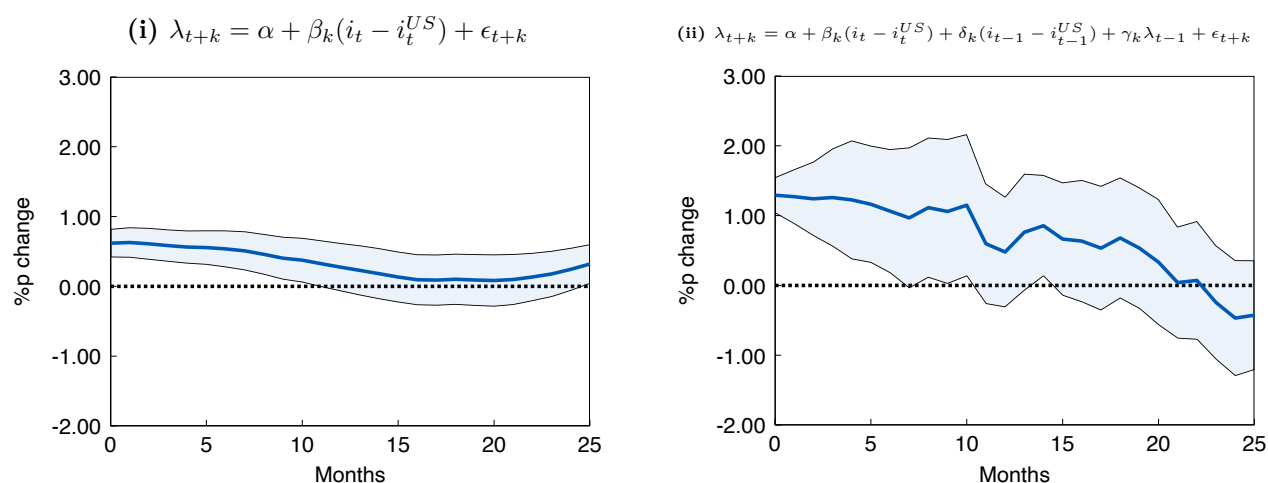 (i) λ_{t+k} = α + β_k(i_t − i_t^{US}) + ϵ_{t+k}
3.00
2.00
1.00
0.00
-1.00
-2.00
%p change
0 5 10 15 20 25
Months
(ii) λ_{t+k} = α + β_k(i_t − i_t^{US}) + δ_k(i_{t−1} − i_{t−1}^{US}) + γ_kλ_{t−1} + ϵ_{t+k}
3.00
2.00
1.00
0.00
-1.00
-2.00
%p change
0 5 10 15 20 25
Months